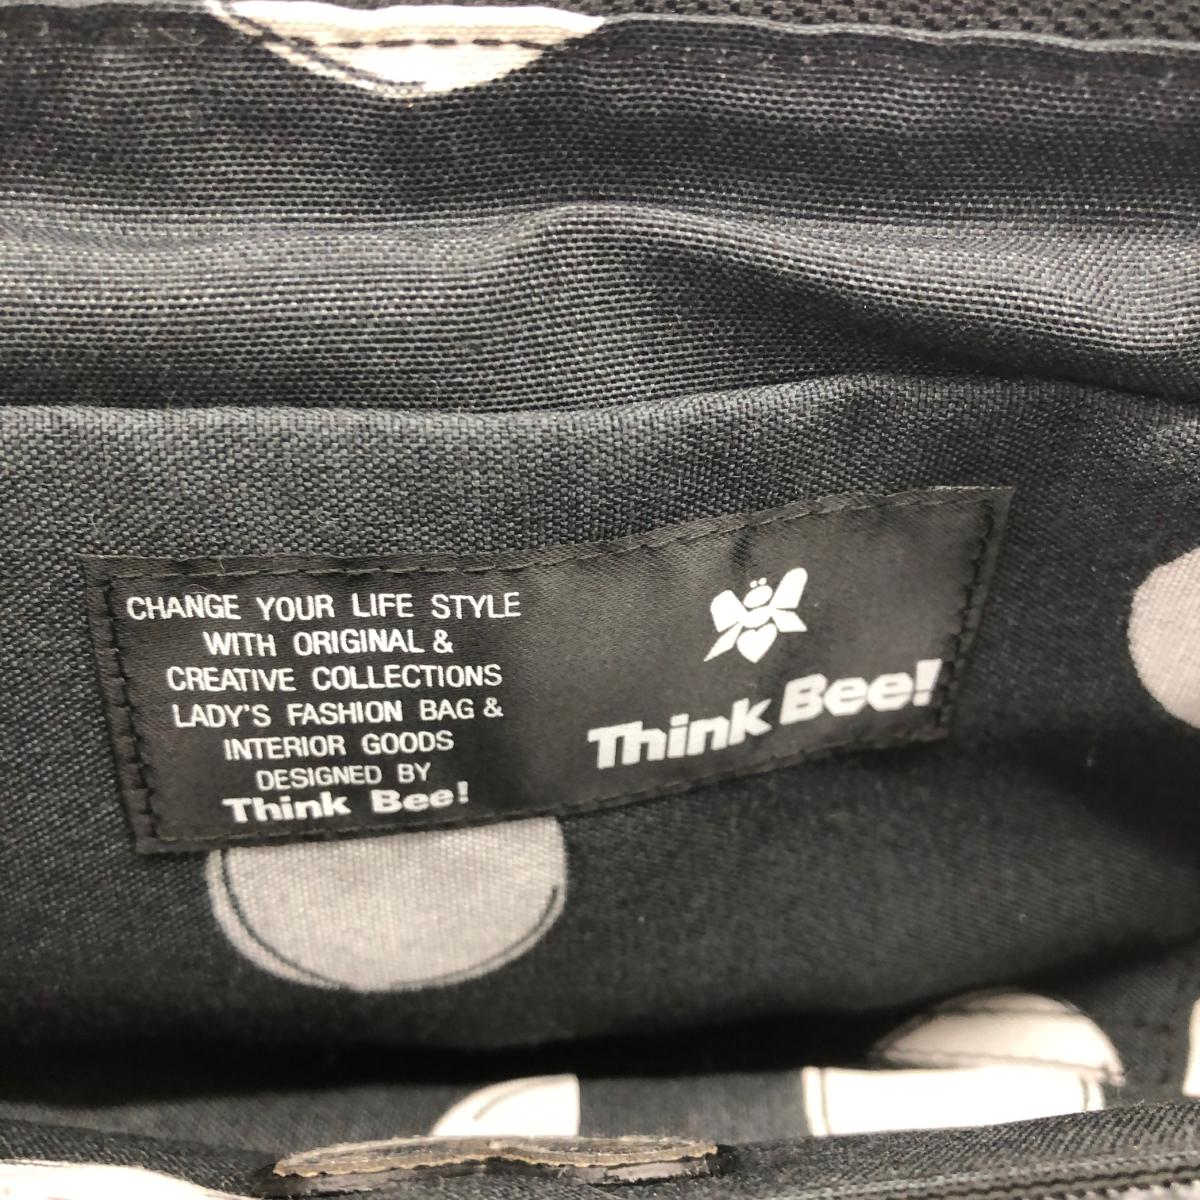 CHANGE YOUR LIFE STYLE
WITH ORIGINAL &
CREATIVE COLLECTIONS
LADY'S FASHION BAG &
INTERIOR GOODS
DESIGNED BY
Think Bee!
Think Bee!